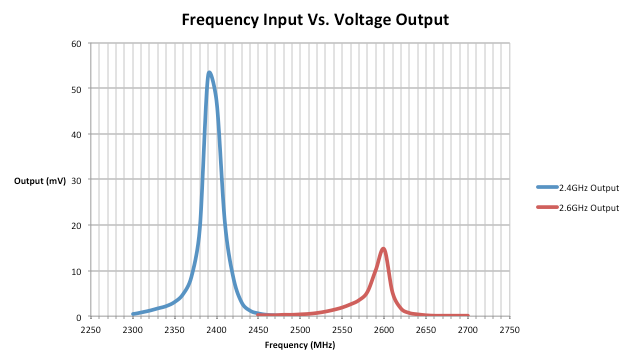 Frequency Input Vs. Voltage Output
60
50
40
30
20
10
0
Output (mV)
2250 2300 2350 2400 2450 2500 2550 2600 2650 2700 2750
Frequency (MHz)
2.4GHz Output
2.6GHz Output